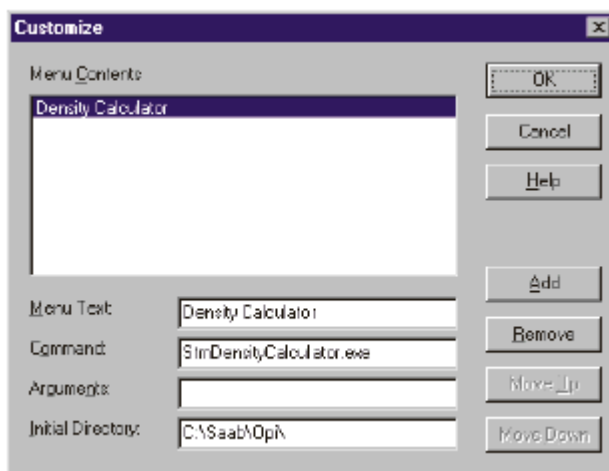 Customize
Menu Contents
Density Calculator
OK
Cancel
Help
Add
Menu Text:
Density Calculator
Remove
Command:
StmDensityCalculator.exe
Move Up
Arguments:
Initial Directory:
C:\Saab\Opi\
Move Down